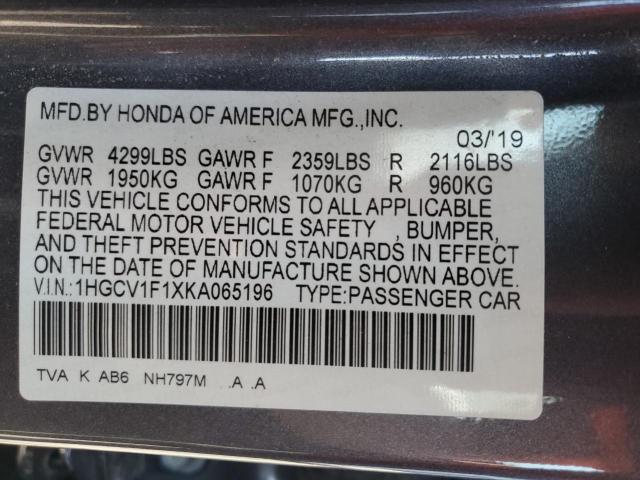 MFD.BY HONDA OF AMERICA MFG.,INC.
03/'19
GVWR 4299LBS GAWR F 2359LBS R 2116LBS
GVWR 1950KG GAWR F 1070KG R 960KG
THIS VEHICLE CONFORMS TO ALL APPLICABLE
FEDERAL MOTOR VEHICLE SAFETY , BUMPER,
AND THEFT PREVENTION STANDARDS IN EFFECT
ON THE DATE OF MANUFACTURE SHOWN ABOVE.
V.I.N.:1HGCV1F1XKA065196 TYPE:PASSENGER CAR
TVA K AB6 NH797M .A .A